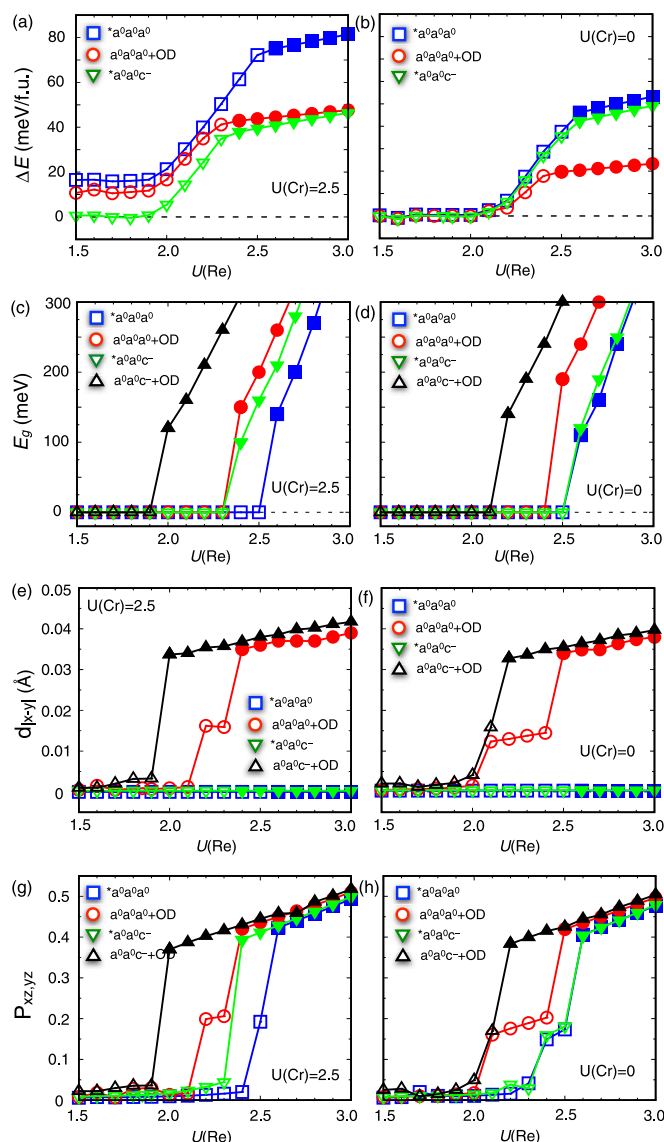 (a)
*a⁰a⁰a⁰
a⁰a⁰a⁰+OD
*a⁰a⁰c⁻
U(Cr)=2.5
ΔE (meV/f.u.)
80
60
40
20
0
1.5 2.0 2.5 3.0
U(Re)
(b)
*a⁰a⁰a⁰
a⁰a⁰a⁰+OD
*a⁰a⁰c⁻
U(Cr)=0
1.5 2.0 2.5 3.0
U(Re)
(c)
*a⁰a⁰a⁰
a⁰a⁰a⁰+OD
*a⁰a⁰c⁻
a⁰a⁰c⁻+OD
U(Cr)=2.5
E_g (meV)
300
200
100
0
1.5 2.0 2.5 3.0
U(Re)
(d)
*a⁰a⁰a⁰
a⁰a⁰a⁰+OD
*a⁰a⁰c⁻
a⁰a⁰c⁻+OD
U(Cr)=0
1.5 2.0 2.5 3.0
U(Re)
(e)
U(Cr)=2.5
*a⁰a⁰a⁰
a⁰a⁰a⁰+OD
*a⁰a⁰c⁻
a⁰a⁰c⁻+OD
d|x-y| (Å)
0.05
0.04
0.03
0.02
0.01
0
1.5 2.0 2.5 3.0
U(Re)
(f)
*a⁰a⁰a⁰
a⁰a⁰a⁰+OD
*a⁰a⁰c⁻
a⁰a⁰c⁻+OD
U(Cr)=0
1.5 2.0 2.5 3.0
U(Re)
(g)
*a⁰a⁰a⁰
a⁰a⁰a⁰+OD
*a⁰a⁰c⁻
a⁰a⁰c⁻+OD
U(Cr)=2.5
Pxz,yz
0.5
0.4
0.3
0.2
0.1
0
1.5 2.0 2.5 3.0
U(Re)
(h)
*a⁰a⁰a⁰
a⁰a⁰a⁰+OD
*a⁰a⁰c⁻
a⁰a⁰c⁻+OD
U(Cr)=0
1.5 2.0 2.5 3.0
U(Re)